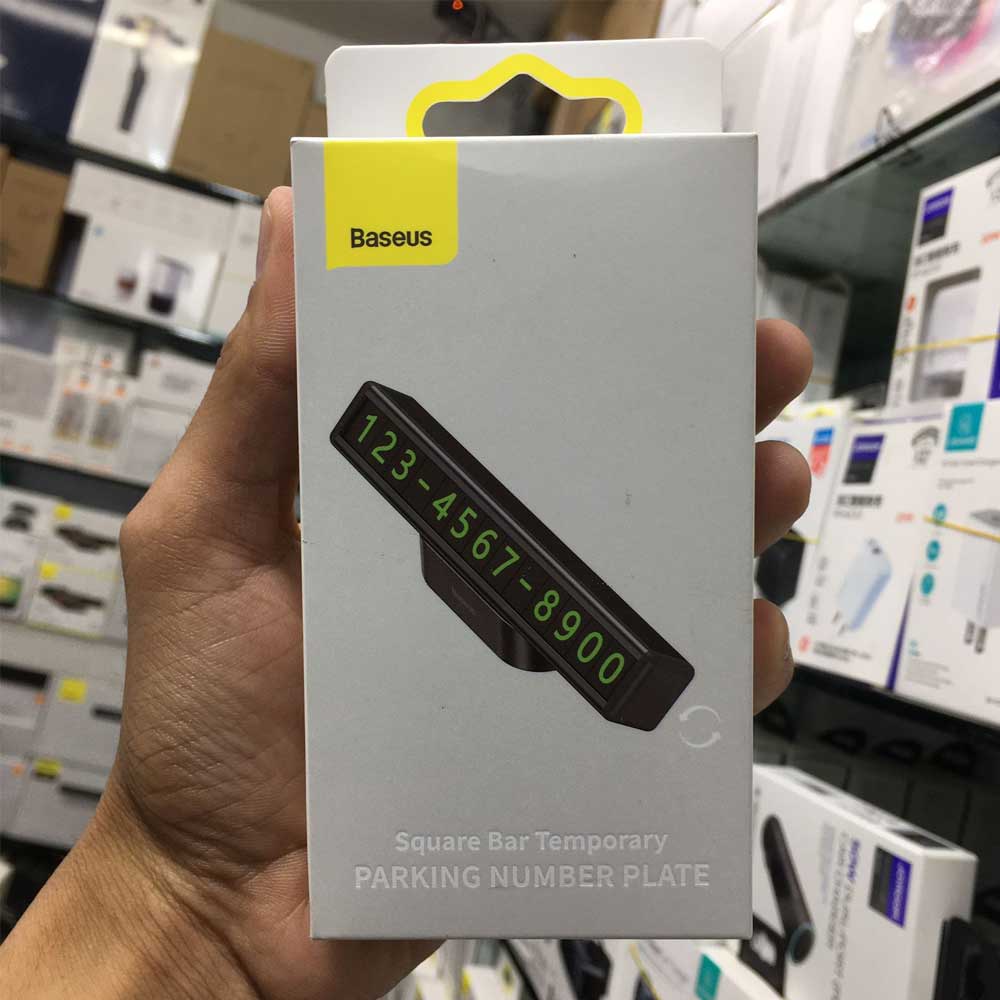 Baseus
123-4567-8900
Square Bar Temporary
PARKING NUMBER PLATE